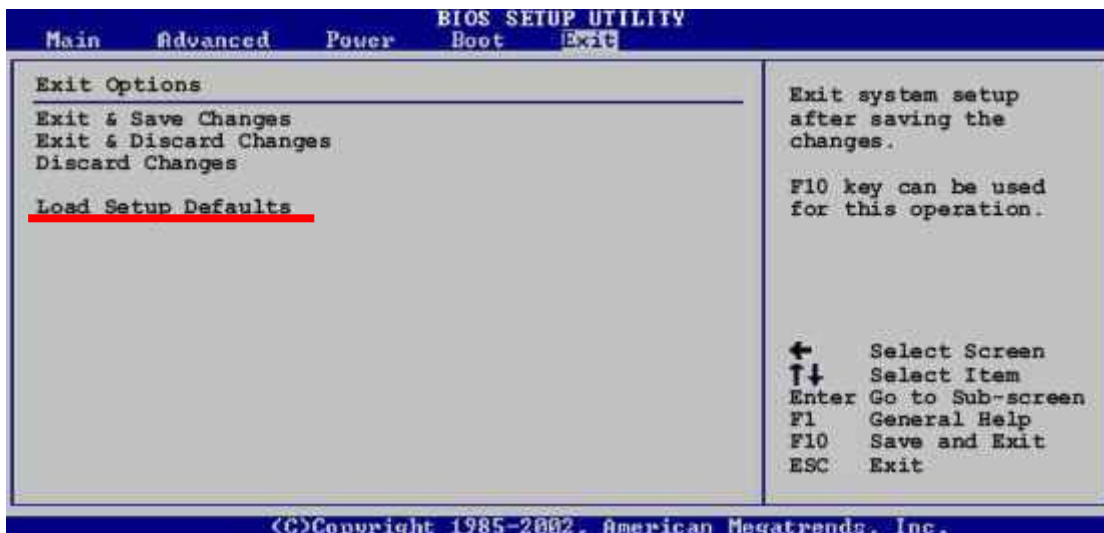 BIOS SETUP UTILITY
Main Advanced Power Boot Exit
Exit Options
Exit & Save Changes
Exit & Discard Changes
Discard Changes
Load Setup Defaults
Exit system setup
after saving the
changes.
F10 key can be used
for this operation.
← Select Screen
↑↓ Select Item
Enter Go to Sub-screen
F1 General Help
F10 Save and Exit
ESC Exit
(C)Copyright 1985-2002, American Megatrends, Inc.